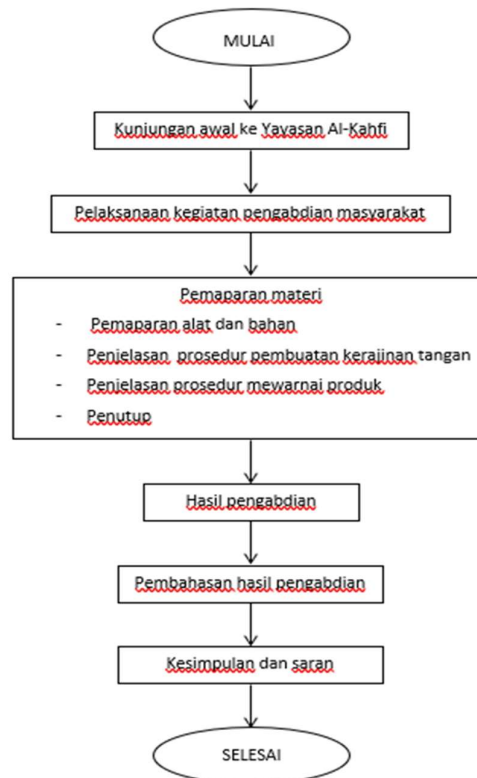 MULAI
Kunjungan awal ke Yayasan Al-Kahfi
Pelaksanaan kegiatan pengabdian masyarakat
Pemaparan materi
- Pemaparan alat dan bahan
- Penjelasan prosedur pembuatan kerajinan tangan
- Penjelasan prosedur mewarnai produk
- Penutup
Hasil pengabdian
Pembahasan hasil pengabdian
Kesimpulan dan saran
SELESAI